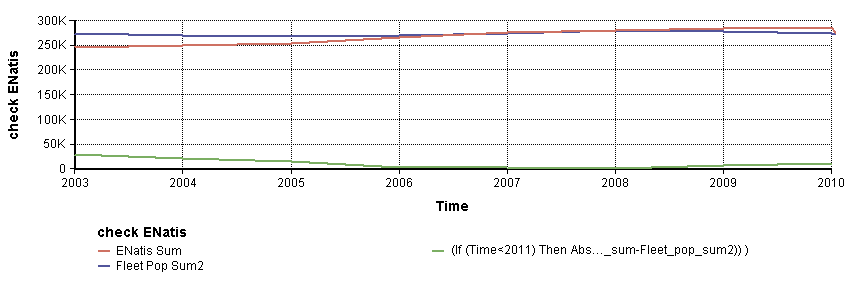 300K
250K
200K
150K
100K
50K
0
check ENatis
2003 2004 2005 2006 2007 2008 2009 2010
Time
check ENatis
ENatis Sum
Fleet Pop Sum2
(If (Time<2011) Then Abs…_sum-Fleet_pop_sum2)) )